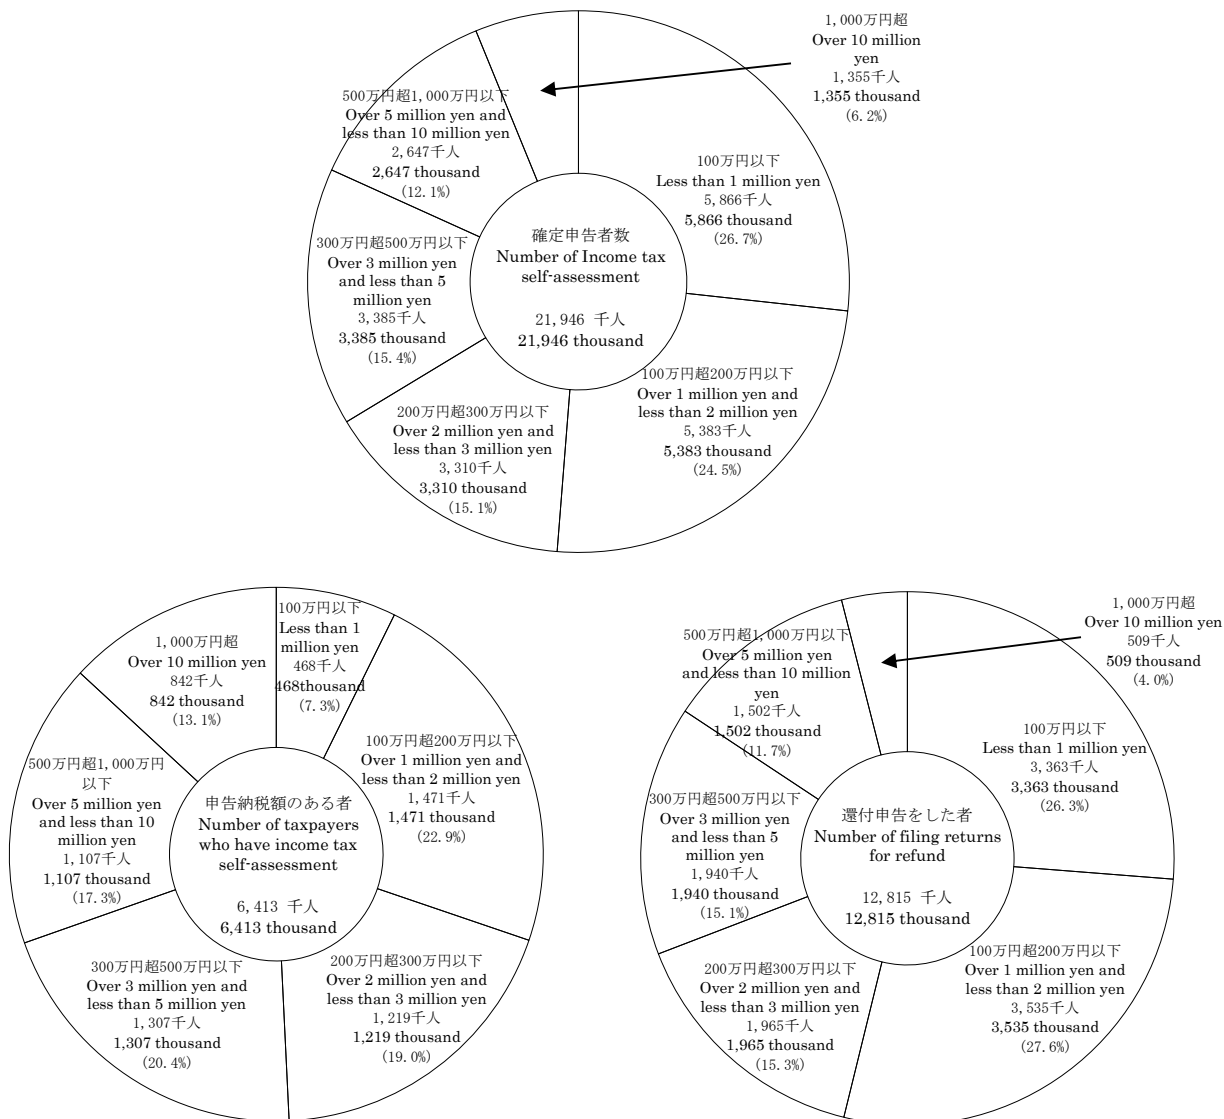 1,000万円超
Over 10 million
yen
1,355千人
1,355 thousand
(6.2%)
500万円超1,000万円以下
Over 5 million yen and
less than 10 million yen
2,647千人
2,647 thousand
(12.1%)
100万円以下
Less than 1 million yen
5,866千人
5,866 thousand
(26.7%)
300万円超500万円以下
Over 3 million yen
and less than 5
million yen
3,385千人
3,385 thousand
(15.4%)
確定申告者数
Number of Income tax
self-assessment
21,946 千人
21,946 thousand
200万円超300万円以下
Over 2 million yen and
less than 3 million yen
3,310千人
3,310 thousand
(15.1%)
100万円超200万円以下
Over 1 million yen and
less than 2 million yen
5,383千人
5,383 thousand
(24.5%)
1,000万円超
Over 10 million yen
842千人
842 thousand
(13.1%)
100万円以下
Less than 1
million yen
468千人
468thousand
(7.3%)
500万円超1,000万円
以下
Over 5 million yen
and less than 10
million yen
1,107千人
1,107 thousand
(17.3%)
申告納税額のある者
Number of taxpayers
who have income tax
self-assessment
6,413 千人
6,413 thousand
100万円超200万円以下
Over 1 million yen and
less than 2 million yen
1,471千人
1,471 thousand
(22.9%)
300万円超500万円以下
Over 3 million yen and
less than 5 million yen
1,307千人
1,307 thousand
(20.4%)
200万円超300万円以下
Over 2 million yen and
less than 3 million yen
1,219千人
1,219 thousand
(19.0%)
1,000万円超
Over 10 million yen
509千人
509 thousand
(4.0%)
500万円超1,000万円以下
Over 5 million yen
and less than 10 million
yen
1,502千人
1,502 thousand
(11.7%)
100万円以下
Less than 1 million yen
3,363千人
3,363 thousand
(26.3%)
300万円超500万円以下
Over 3 million yen
and less than 5
million yen
1,940千人
1,940 thousand
(15.1%)
還付申告をした者
Number of filing returns
for refund
12,815 千人
12,815 thousand
200万円超300万円以下
Over 2 million yen and
less than 3 million yen
1,965千人
1,965 thousand
(15.3%)
100万円超200万円以下
Over 1 million yen and
less than 2 million yen
3,535千人
3,535 thousand
(27.6%)